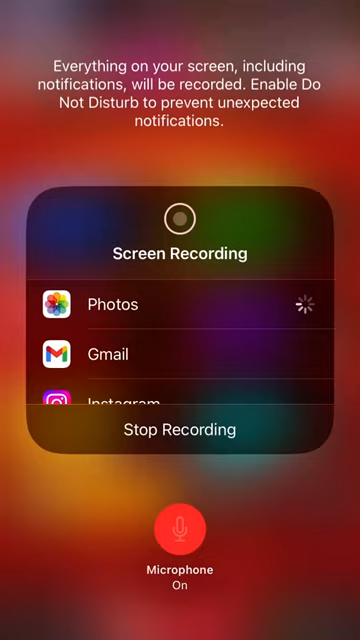 Everything on your screen, including
notifications, will be recorded. Enable Do
Not Disturb to prevent unexpected
notifications.
Screen Recording
Photos
Gmail
Instagram
Stop Recording
Microphone
On